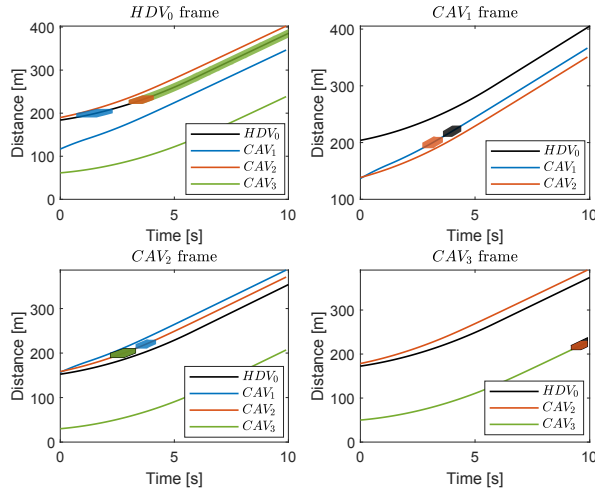 HDV₀ frame
400
300
200
100
0
Distance [m]
0
5
10
Time [s]
HDV₀
CAV₁
CAV₂
CAV₃
CAV₁ frame
400
300
200
100
Distance [m]
0
5
10
Time [s]
HDV₀
CAV₁
CAV₂
CAV₂ frame
300
200
100
0
Distance [m]
0
5
10
Time [s]
HDV₀
CAV₁
CAV₂
CAV₃
CAV₃ frame
300
200
100
0
Distance [m]
0
5
10
Time [s]
HDV₀
CAV₂
CAV₃